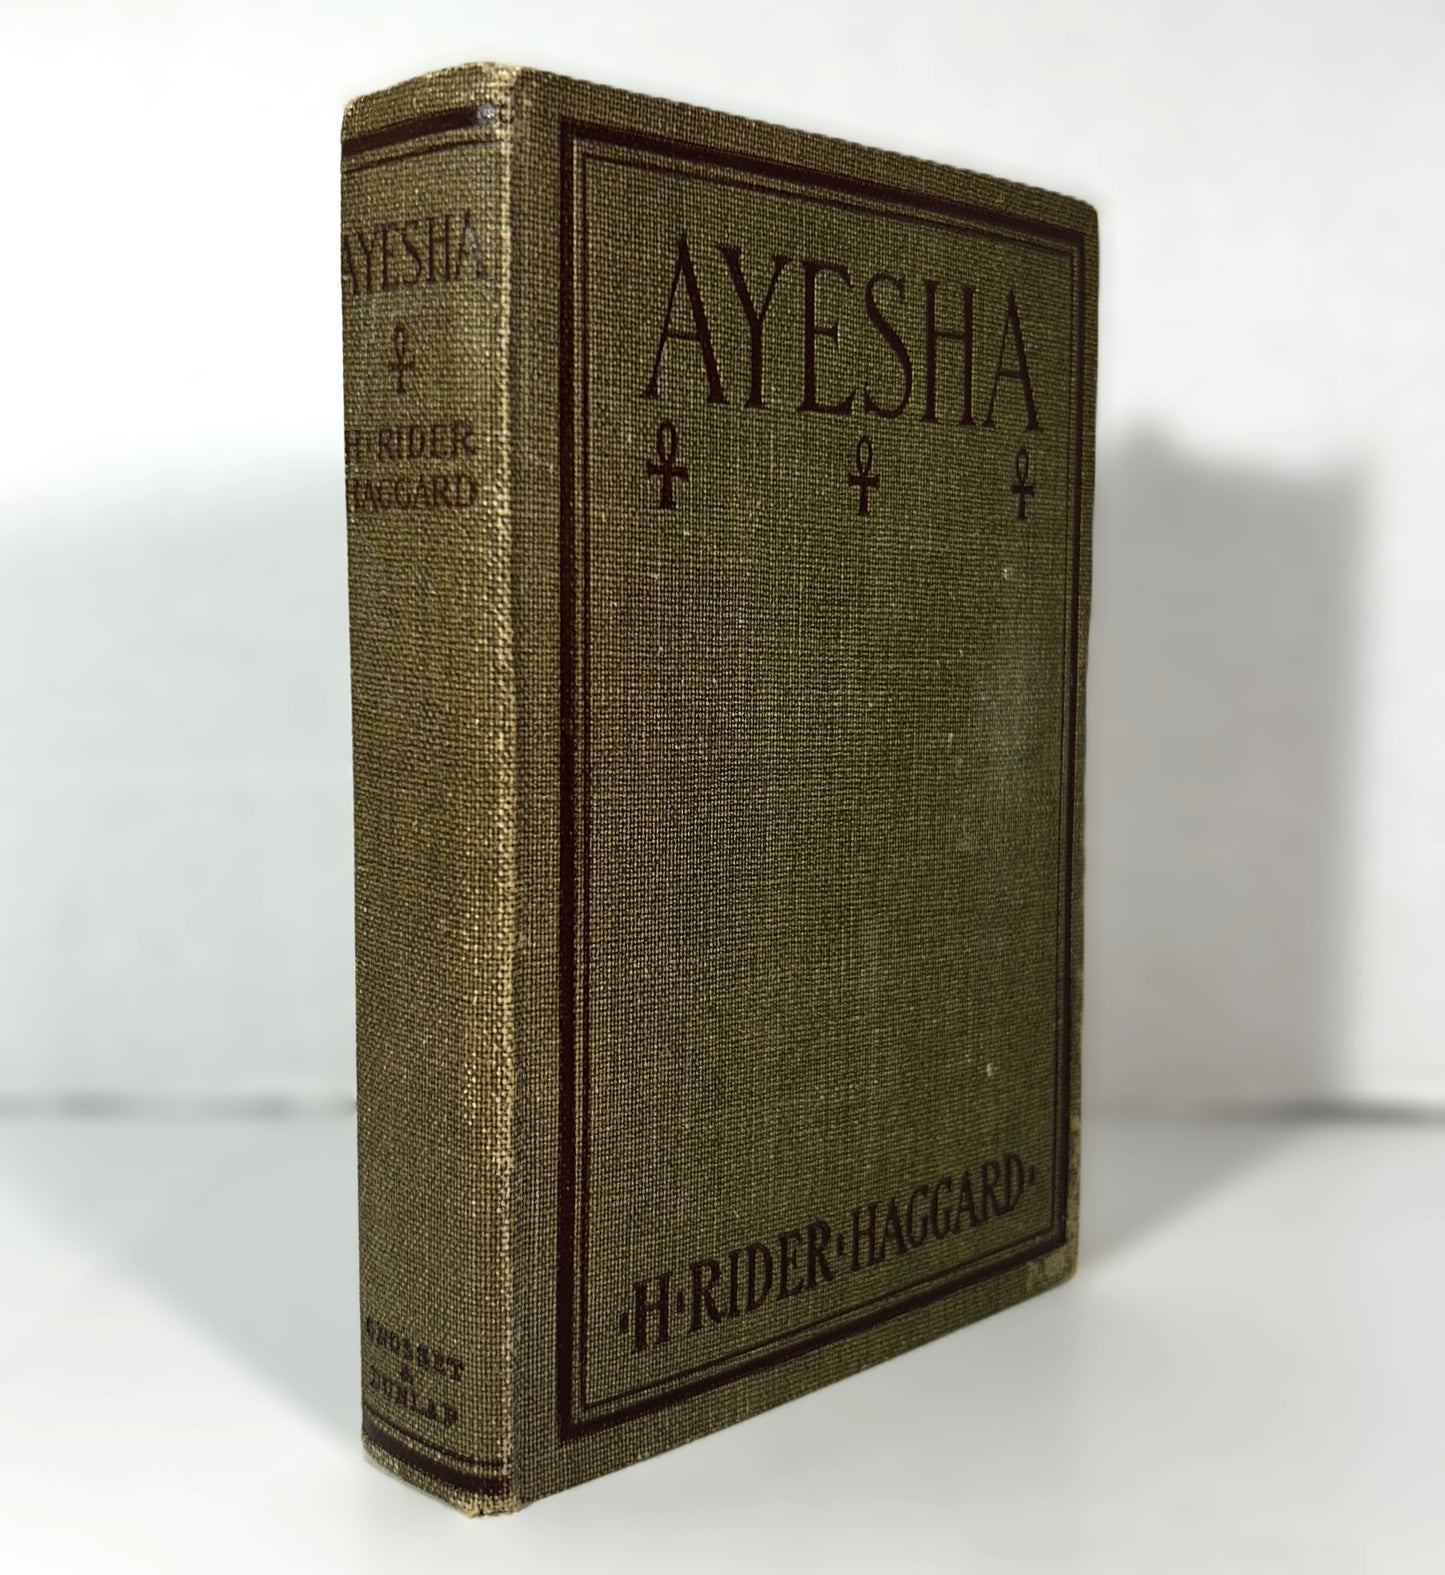 AYESHA
H·RIDER
HAGGARD
GROSSET
&
DUNLAP
AYESHA
·H·RIDER·HAGGARD·